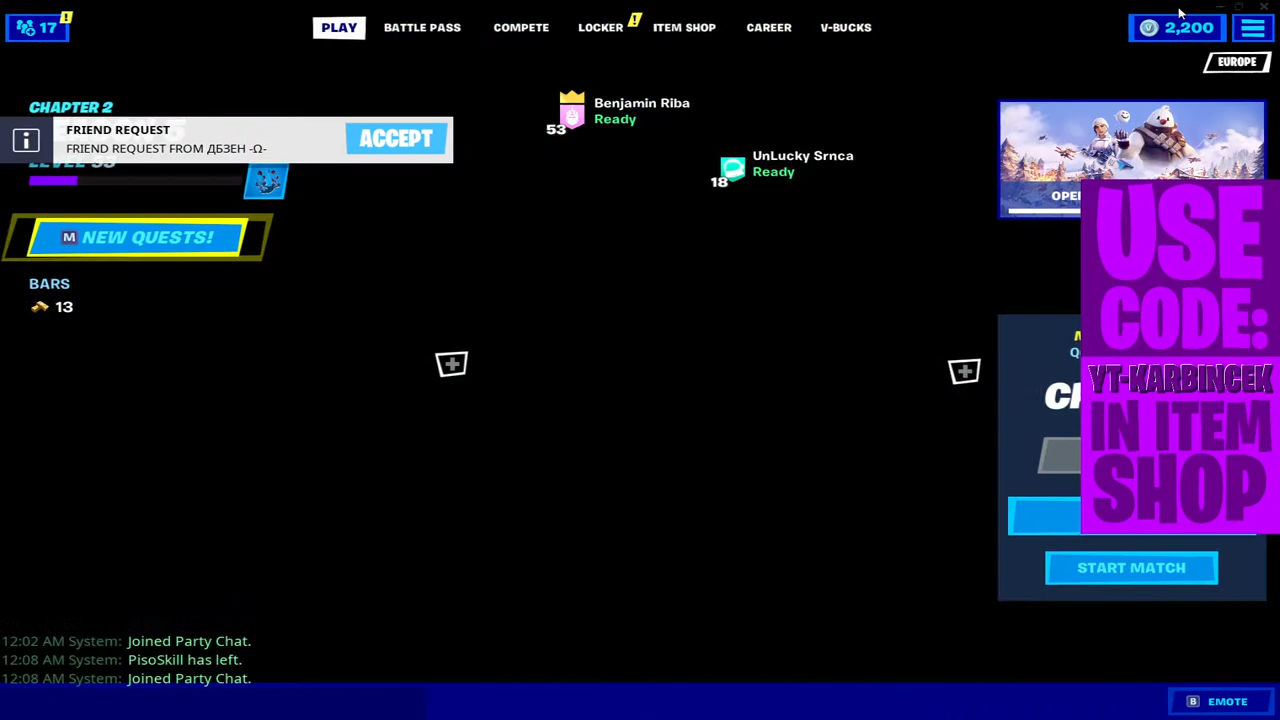 17
PLAY
BATTLE PASS
COMPETE
LOCKER
ITEM SHOP
CAREER
V-BUCKS
2,200
EUROPE
CHAPTER 2
FRIEND REQUEST
FRIEND REQUEST FROM ДБЗЕН -Ω-
ACCEPT
LEVEL 53
M NEW QUESTS!
BARS
13
Benjamin Riba
53 Ready
UnLucky Srnca
18 Ready
OPE
USE
CODE:
YT-KARBINCEK
IN ITEM
SHOP
START MATCH
12:02 AM System: Joined Party Chat.
12:08 AM System: PisoSkill has left.
12:08 AM System: Joined Party Chat.
B EMOTE